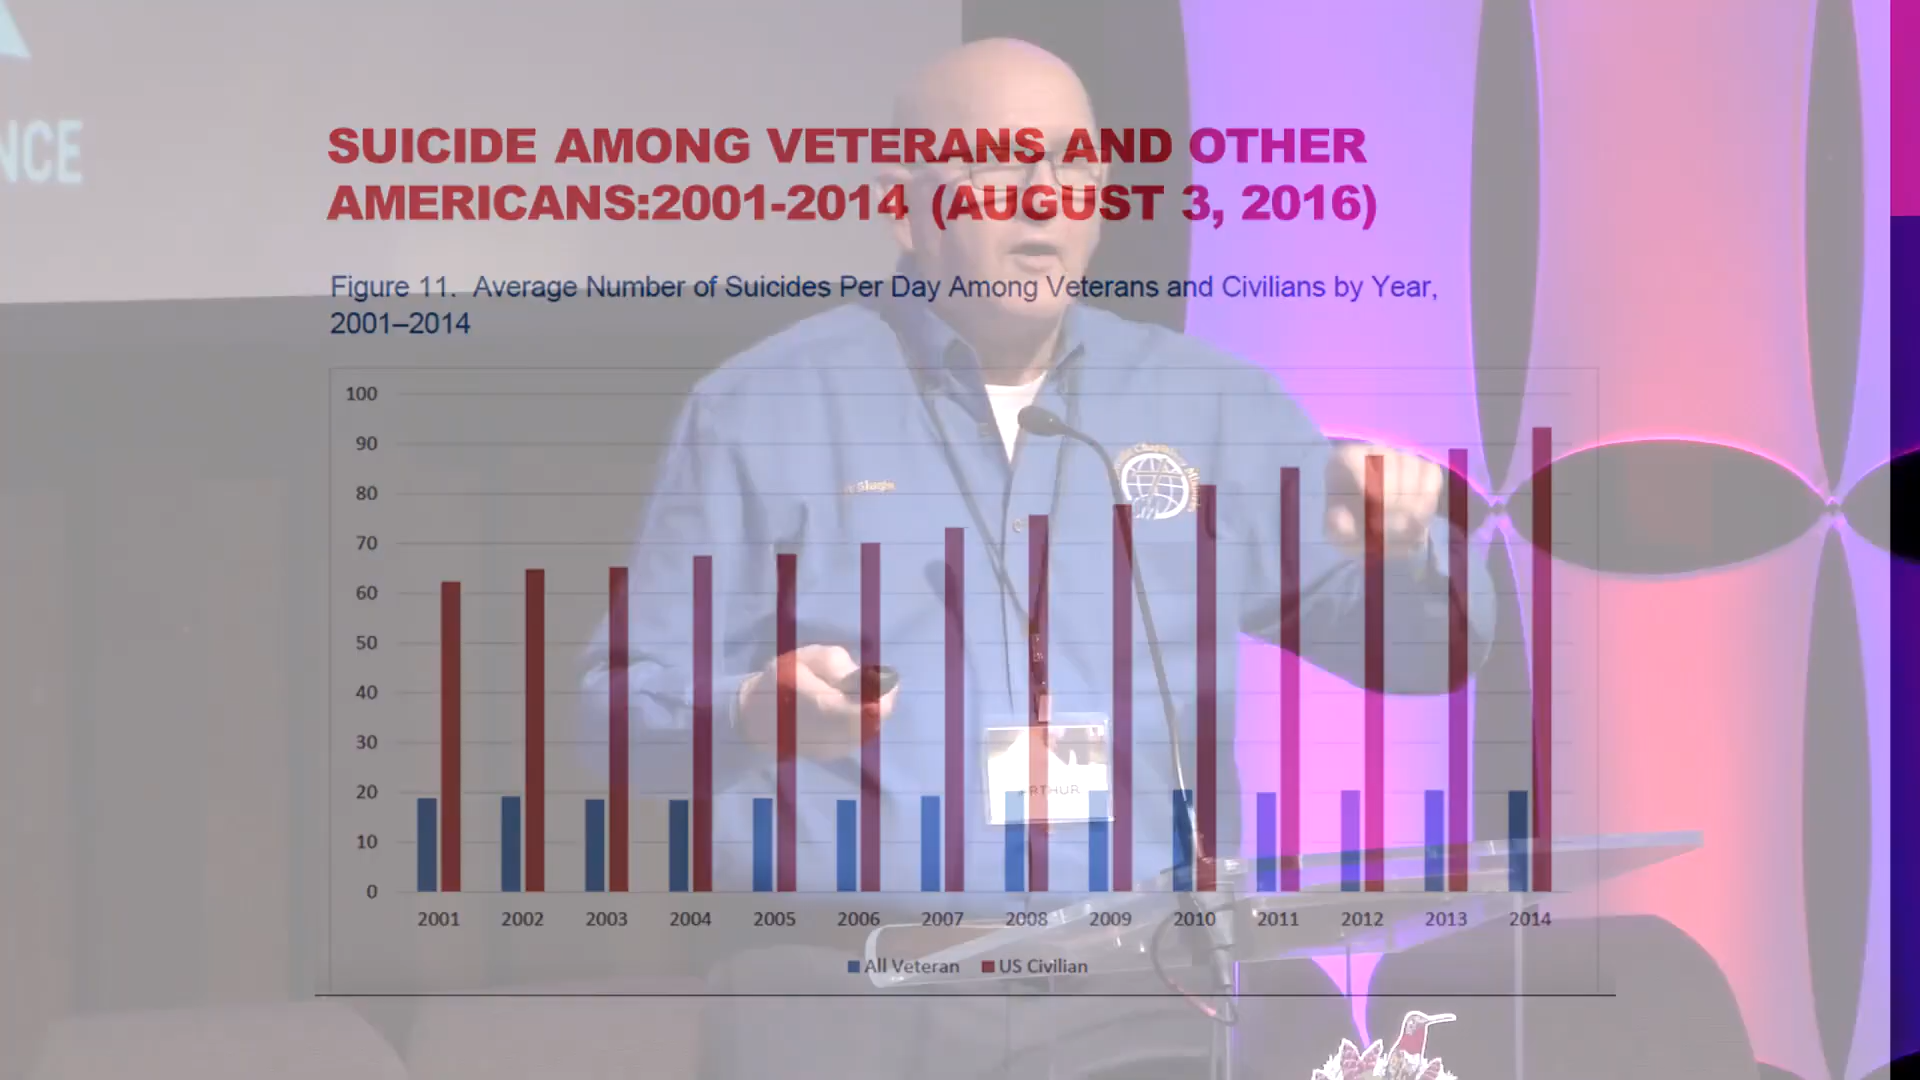 NCE
SUICIDE AMONG VETERANS AND OTHER
AMERICANS:2001-2014 (AUGUST 3, 2016)
Figure 11. Average Number of Suicides Per Day Among Veterans and Civilians by Year,
2001–2014
100
90
80
70
60
50
40
30
20
10
0
2001 2002 2003 2004 2005 2006 2007 2008 2009 2010 2011 2012 2013 2014
All Veteran US Civilian